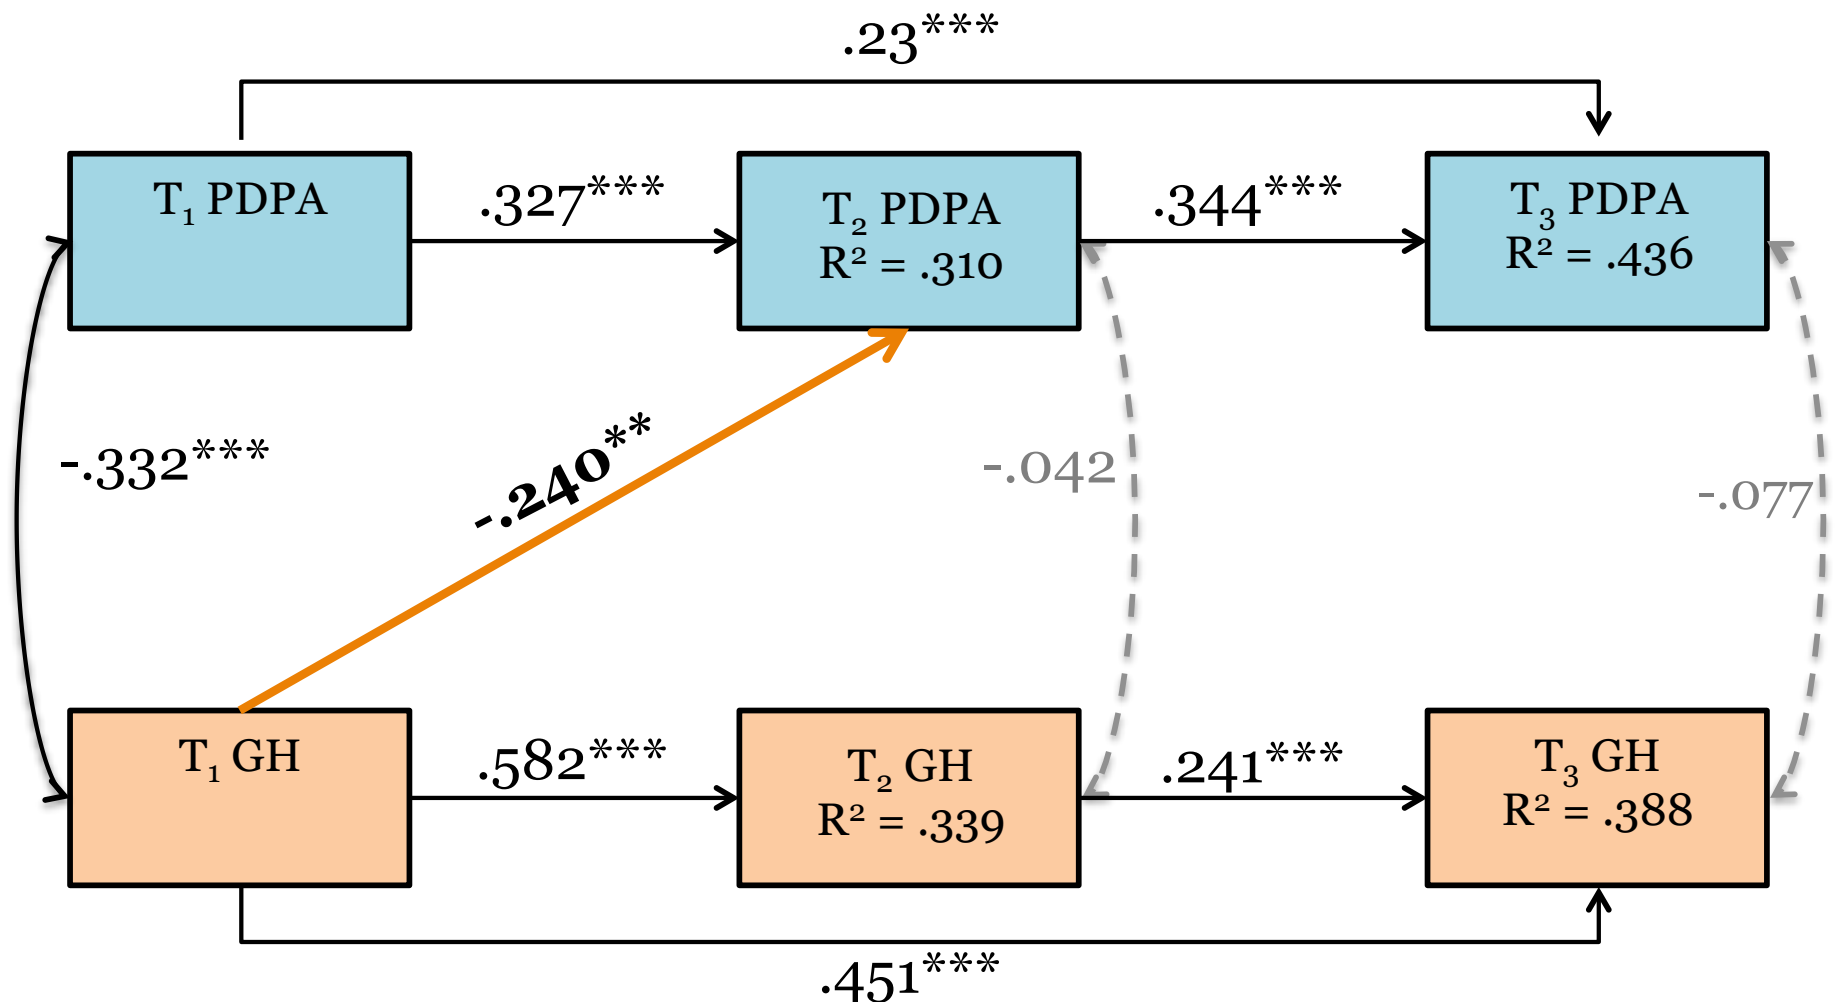 .23***
T₁ PDPA
.327***
T₂ PDPA
R² = .310
.344***
T₃ PDPA
R² = .436
-.332***
-.240**
-.042
-.077
T₁ GH
.582***
T₂ GH
R² = .339
.241***
T₃ GH
R² = .388
.451***